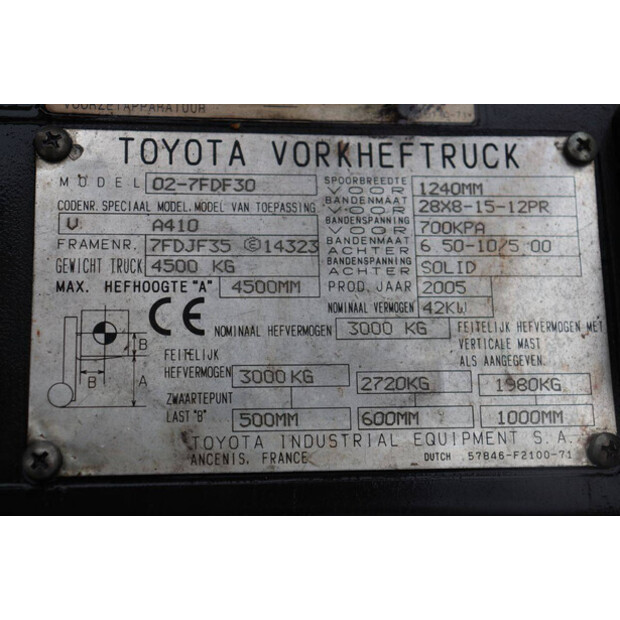 VOORZETAPPARATUUR
TOYOTA VORKHEFTRUCK
MODEL 02-7FDF30 SPOORBREEDTE VOOR 1240MM
CODENR. SPECIAAL MODEL. MODEL VAN TOEPASSING BANDENMAAT VOOR 28X8-15-12PR
V A410 BANDENSPANNING VOOR 700KPA
FRAMENR. 7FDJF35 © 14323 BANDENMAAT ACHTER 6 50-10/5 00
GEWICHT TRUCK 4500 KG BANDENSPANNING ACHTER SOLID
MAX. HEFHOOGTE "A" 4500MM PROD. JAAR 2005
NOMINAAL VERMOGEN 42KW
CE NOMINAAL HEFVERMOGEN 3000 KG FEITELIJK HEFVERMOGEN MET
VERTICALE MAST
ALS AANGEGEVEN.
B
B A
FEITELIJK
HEFVERMOGEN 3000KG 2720KG 1980KG
ZWAARTEPUNT
LAST "B" 500MM 600MM 1000MM
TOYOTA INDUSTRIAL EQUIPMENT S.A.
ANCENIS, FRANCE DUTCH 57846-F2100-71